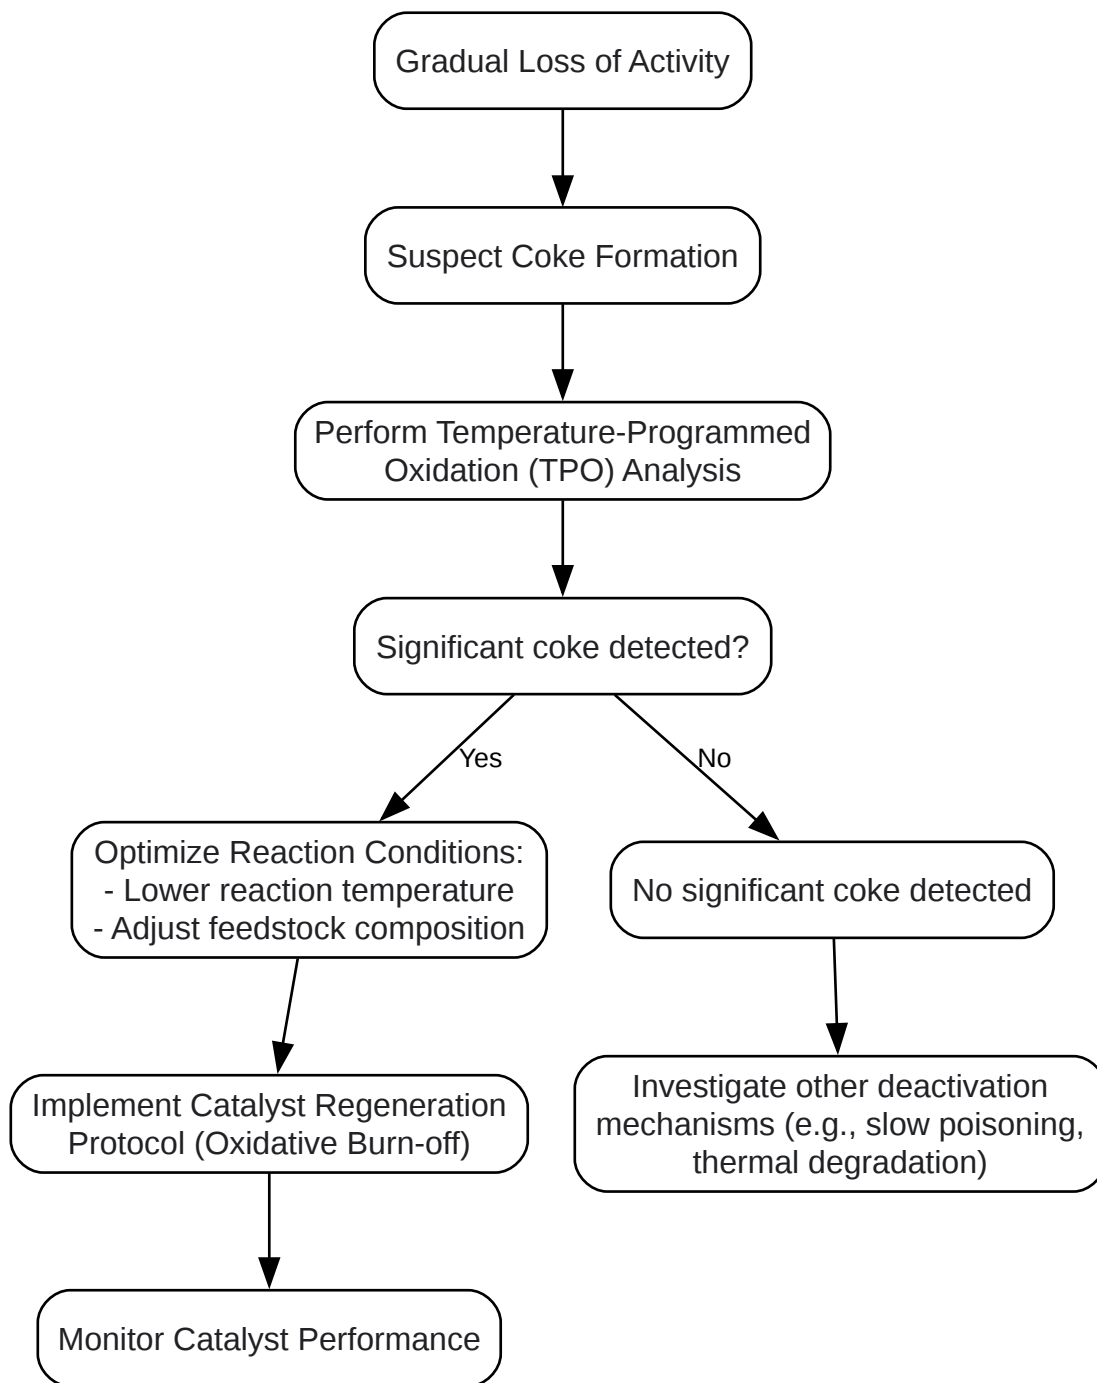 Gradual Loss of Activity
Suspect Coke Formation
Perform Temperature-Programmed
Oxidation (TPO) Analysis
Significant coke detected?
Yes
No
Optimize Reaction Conditions:
- Lower reaction temperature
- Adjust feedstock composition
No significant coke detected
Implement Catalyst Regeneration
Protocol (Oxidative Burn-off)
Investigate other deactivation
mechanisms (e.g., slow poisoning,
thermal degradation)
Monitor Catalyst Performance